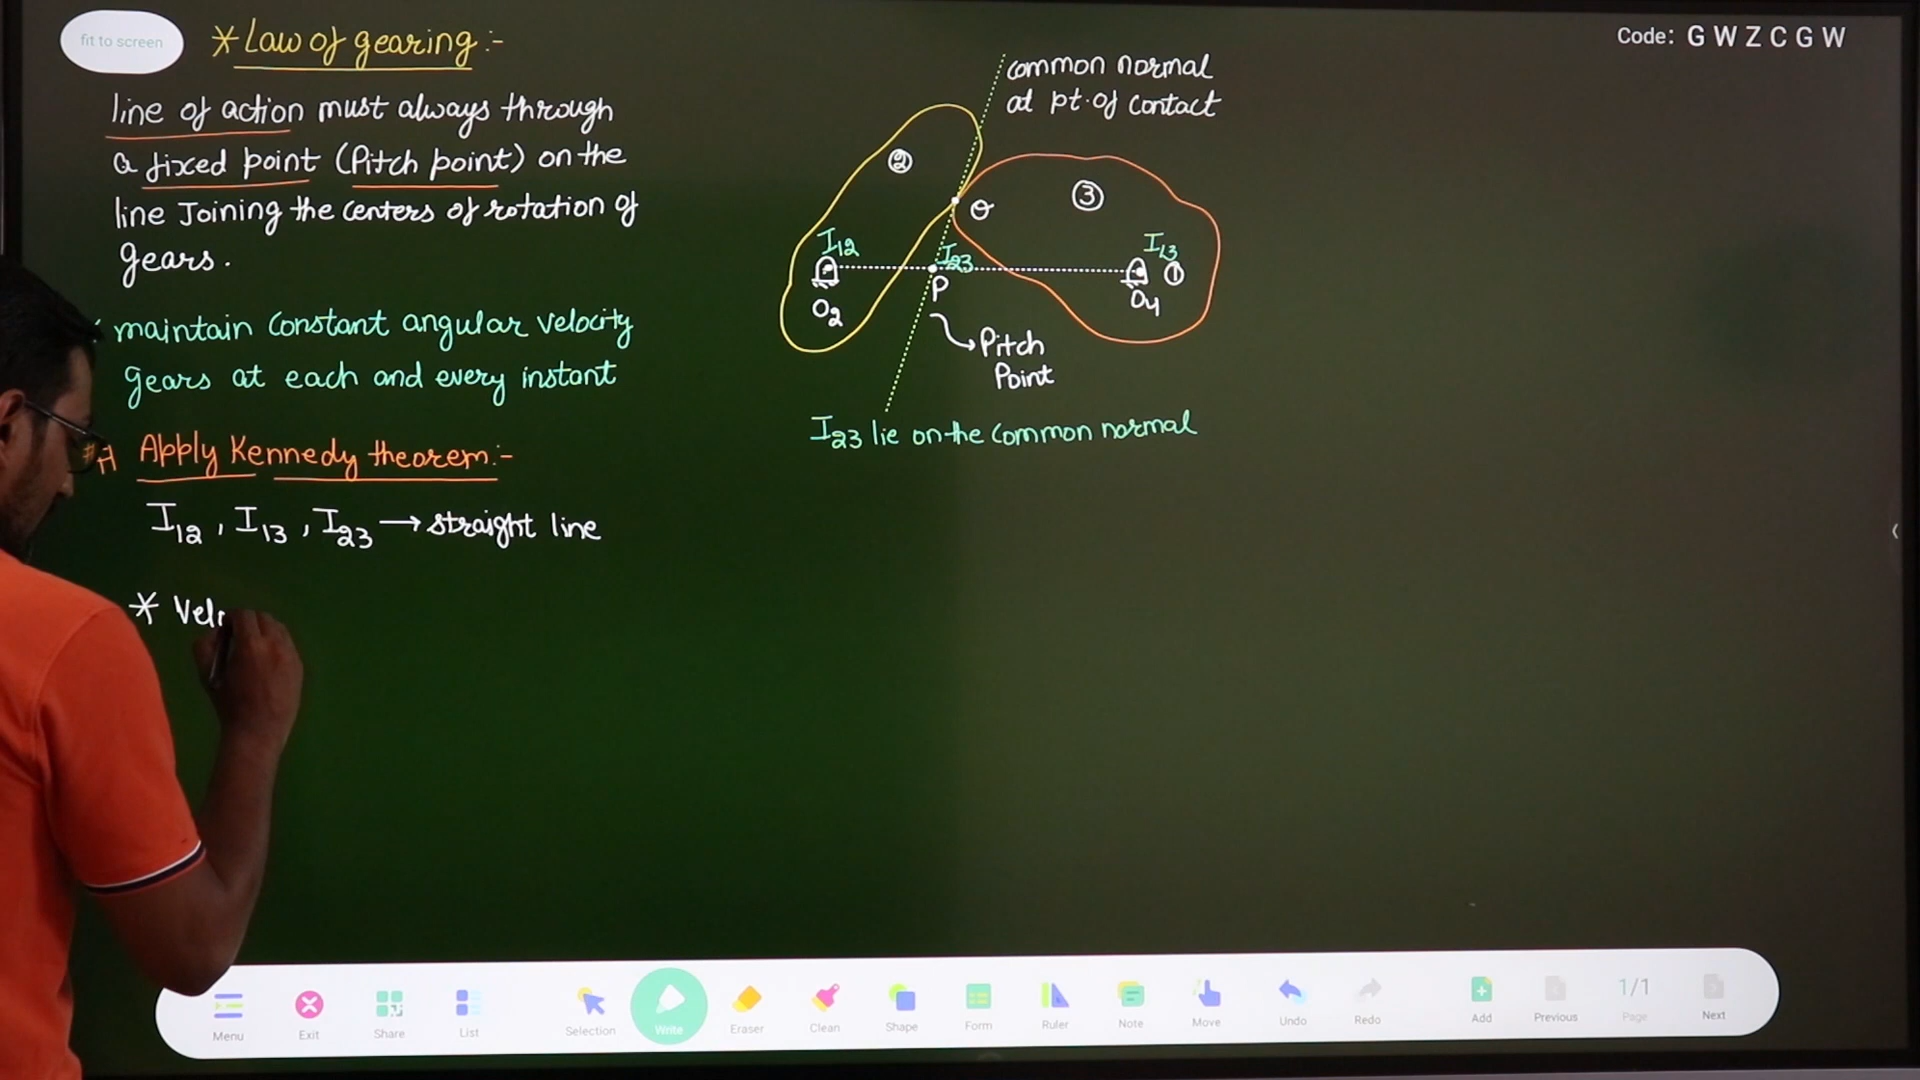 fit to screen
* Law of gearing :-
Code: G W Z C G W
line of action must always through
a fixed point (Pitch point) on the
line Joining the centers of rotation of
gears.
maintain constant angular velocity
gears at each and every instant
# Apply Kennedy theorem:-
I12, I13, I23 → straight line
* Vel
common normal
at pt. of contact
2
3
O
I12
I23
I13
1
P
O2
O4
Pitch
Point
I23 lie on the common normal
Menu
Exit
Share
List
Selection
Write
Eraser
Clean
Shape
Form
Ruler
Note
Move
Undo
Redo
Add
Previous
1/1
Page
Next